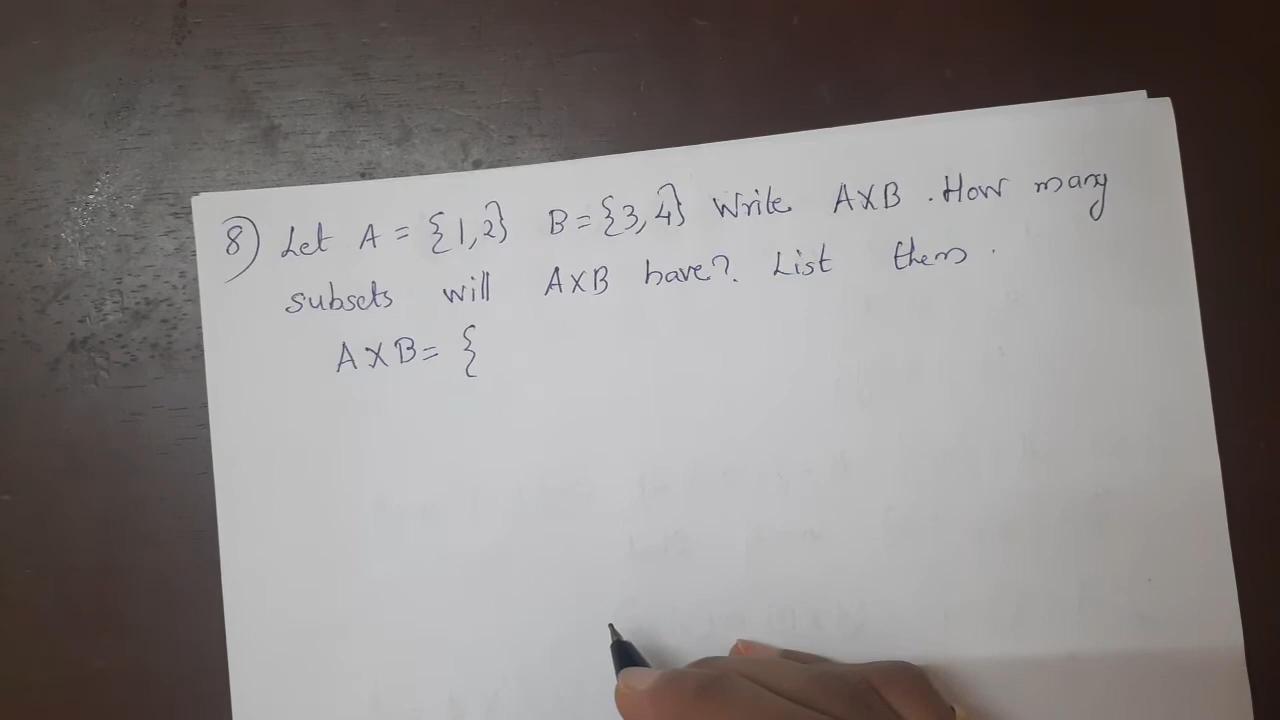 8) Let A = {1,2} B = {3,4} Write A×B. How many
subsets will A×B have? List them.
A×B = {